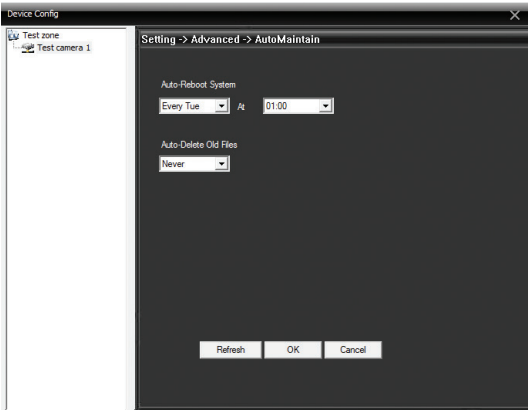 Device Config
Test zone
Test camera 1
Setting -> Advanced -> AutoMaintain
Auto-Reboot System
Every Tue At 01:00
Auto-Delete Old Files
Never
Refresh OK Cancel